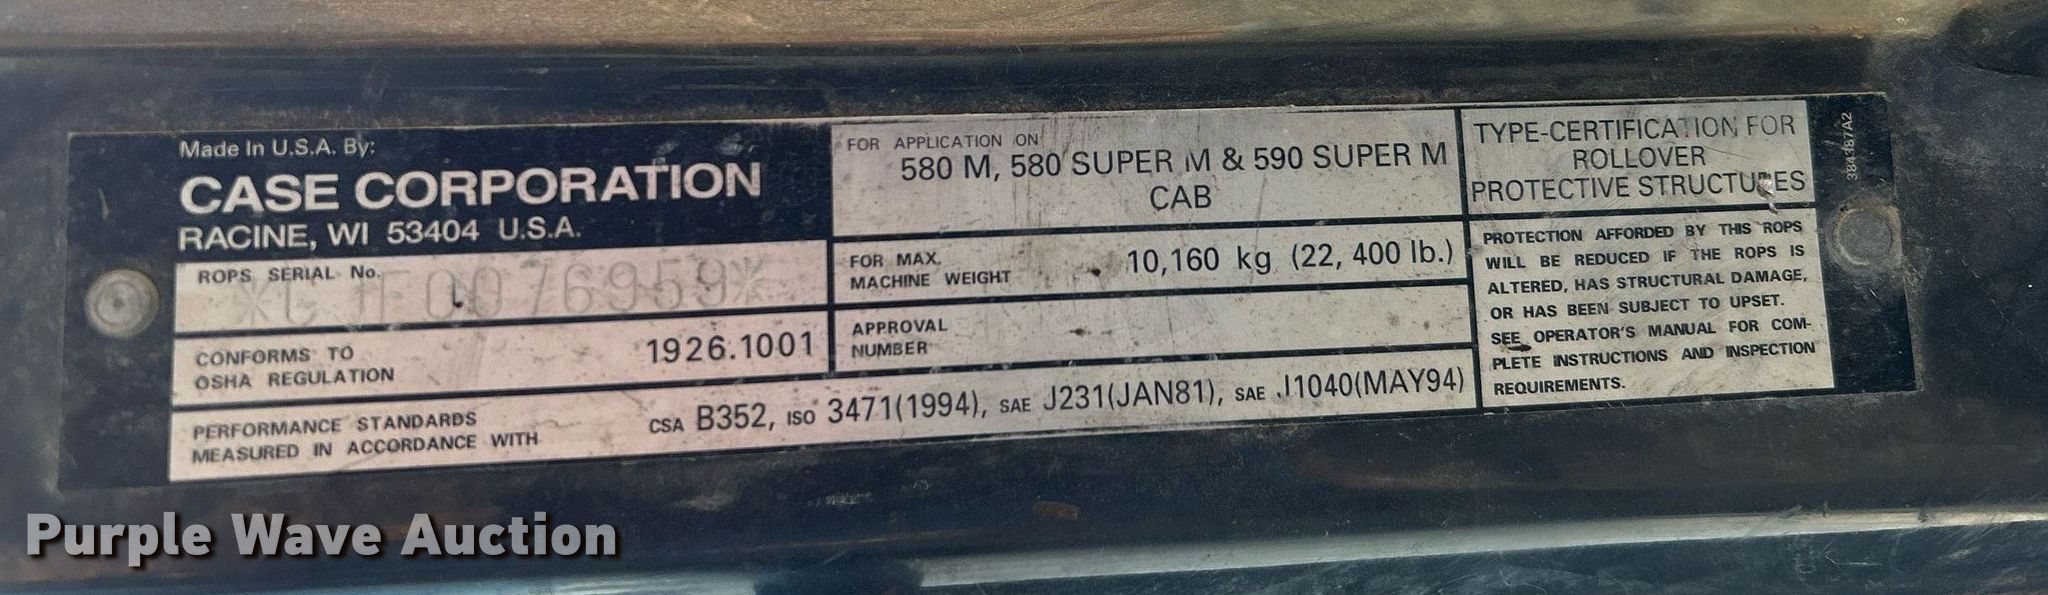 Made In U.S.A. By:
CASE CORPORATION
RACINE, WI 53404 U.S.A.
ROPS SERIAL No.
*CJF0076959*
CONFORMS TO
OSHA REGULATION
1926.1001
PERFORMANCE STANDARDS
MEASURED IN ACCORDANCE WITH
CSA B352, ISO 3471(1994), SAE J231(JAN81), SAE J1040(MAY94)
FOR APPLICATION ON
580 M, 580 SUPER M & 590 SUPER M
CAB
FOR MAX.
MACHINE WEIGHT
10,160 kg (22, 400 lb.)
APPROVAL
NUMBER
TYPE-CERTIFICATION FOR
ROLLOVER
PROTECTIVE STRUCTURES
PROTECTION AFFORDED BY THIS ROPS
WILL BE REDUCED IF THE ROPS IS
ALTERED, HAS STRUCTURAL DAMAGE,
OR HAS BEEN SUBJECT TO UPSET.
SEE OPERATOR'S MANUAL FOR COM-
PLETE INSTRUCTIONS AND INSPECTION
REQUIREMENTS.
384387A2
Purple Wave Auction